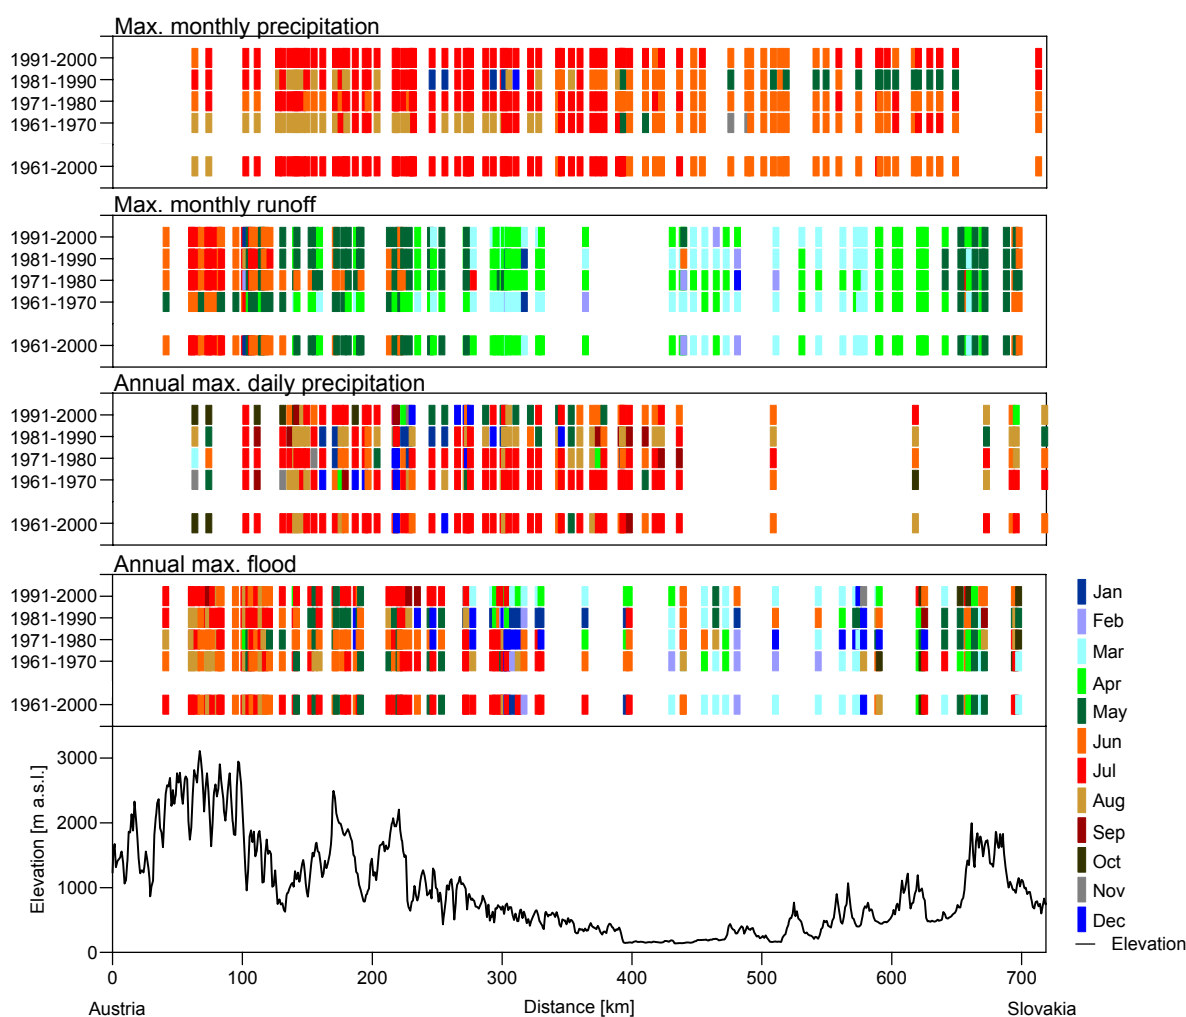 Max. monthly precipitation
1991-2000
1981-1990
1971-1980
1961-1970
1961-2000
Max. monthly runoff
1991-2000
1981-1990
1971-1980
1961-1970
1961-2000
Annual max. daily precipitation
1991-2000
1981-1990
1971-1980
1961-1970
1961-2000
Annual max. flood
1991-2000
1981-1990
1971-1980
1961-1970
1961-2000
Jan
Feb
Mar
Apr
May
Jun
Jul
Aug
Sep
Oct
Nov
Dec
Elevation
Elevation [m a.s.l.]
3000
2000
1000
0
0 100 200 300 400 500 600 700
Austria Distance [km] Slovakia